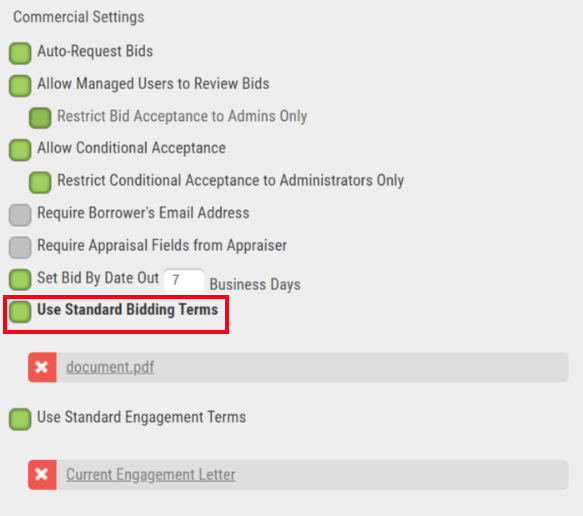 Commercial Settings
Auto-Request Bids
Allow Managed Users to Review Bids
Restrict Bid Acceptance to Admins Only
Allow Conditional Acceptance
Restrict Conditional Acceptance to Administrators Only
Require Borrower's Email Address
Require Appraisal Fields from Appraiser
Set Bid By Date Out 7 Business Days
Use Standard Bidding Terms
document.pdf
Use Standard Engagement Terms
Current Engagement Letter